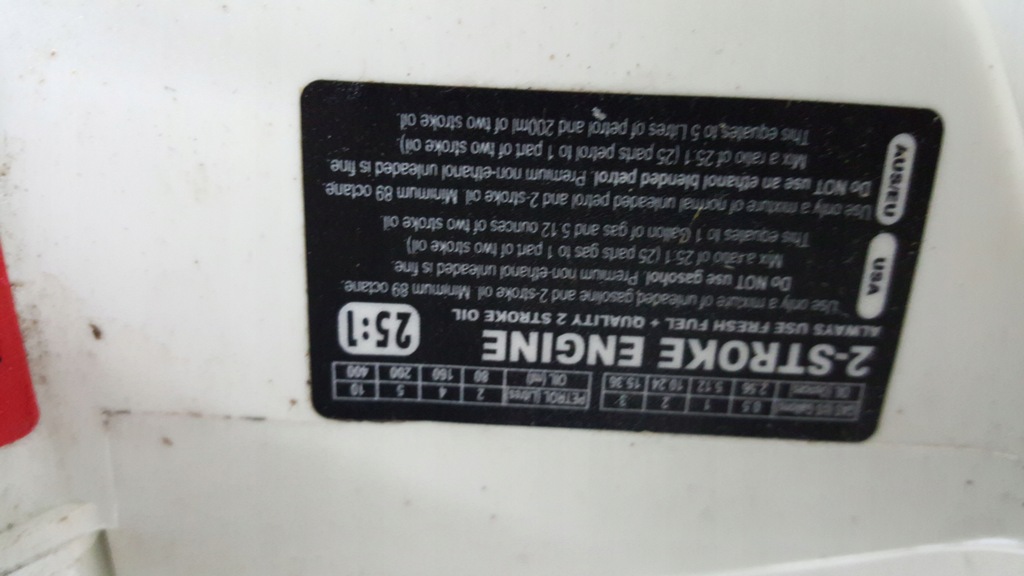 GAS (US Gallon) 0.5 1 2 3
OIL (Ounce) 2.56 5.12 10.24 15.36
PETROL (Litres) 2 4 5 10
OIL (ml) 80 160 200 400
2-STROKE ENGINE
25:1
ALWAYS USE FRESH FUEL + QUALITY 2 STROKE OIL
USA
Use only a mixture of unleaded gasoline and 2-stroke oil. Minimum 89 octane.
Do NOT use gasohol. Premium non-ethanol unleaded is fine.
Mix a ratio of 25:1 (25 parts gas to 1 part of two stroke oil)
This equates to 1 Gallon of gas and 5.12 ounces of two stroke oil.
AUS/EU
Use only a mixture of normal unleaded petrol and 2-stroke oil. Minimum 89 octane.
Do NOT use an ethanol blended petrol. Premium non-ethanol unleaded is fine
Mix a ratio of 25:1 (25 parts petrol to 1 part of two stroke oil)
This equates to 5 Litres of petrol and 200ml of two stroke oil.